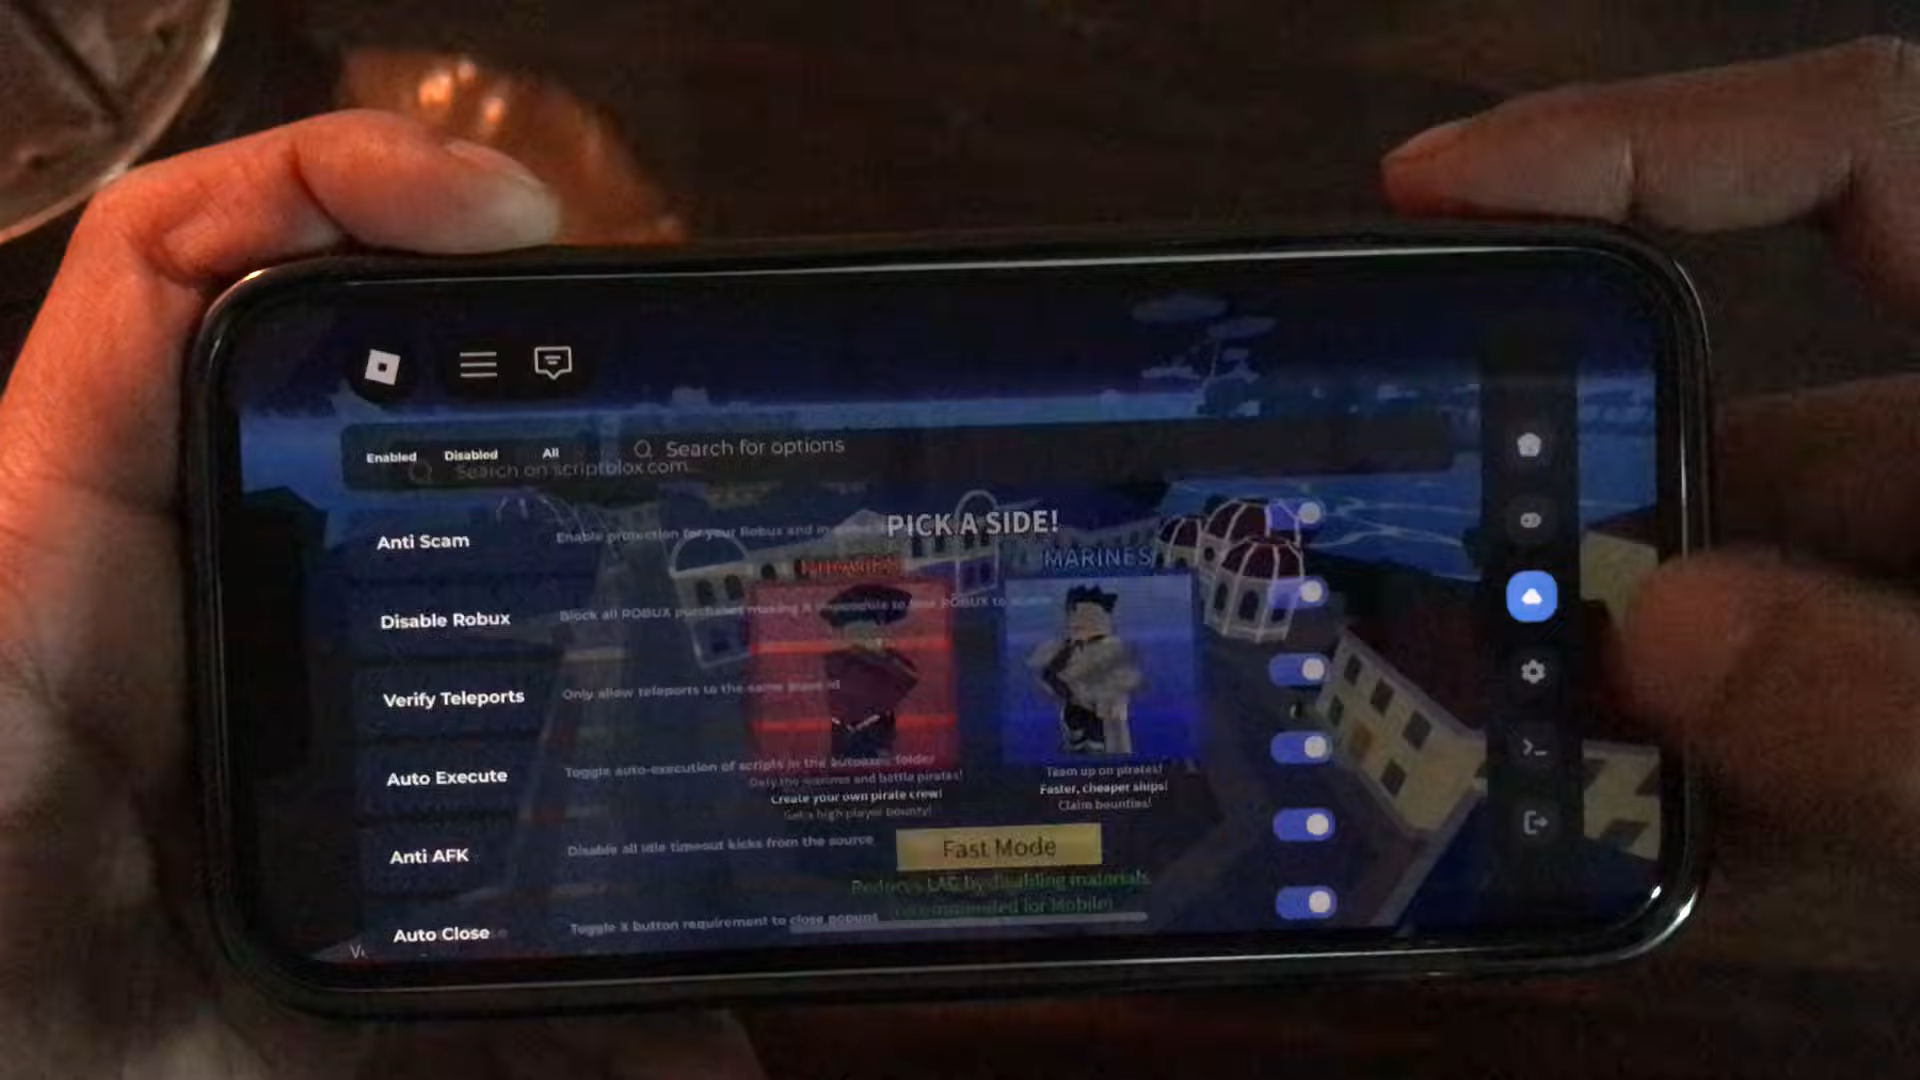 Enabled Disabled All Search for options
Search on scriptblox.com...
PICK A SIDE!
Anti Scam Enable protection for your Robux and
MARINES
Disable Robux Block all ROBUX purchases making it impossible to lose ROBUX to
Verify Teleports Only allow teleports to the same place id
Auto Execute Toggle auto-execution of scripts in the autoexec folder
Defy the marines and battle pirates!
Create your own pirate crew!
Get a high player bounty!
Team up on pirates!
Faster, cheaper ships!
Claim bounties!
Anti AFK Disable all idle timeout kicks from the source
Fast Mode
Reduces LAG by disabling materials
(recommended for Mobile)
Auto Close Toggle X button requirement to close popups